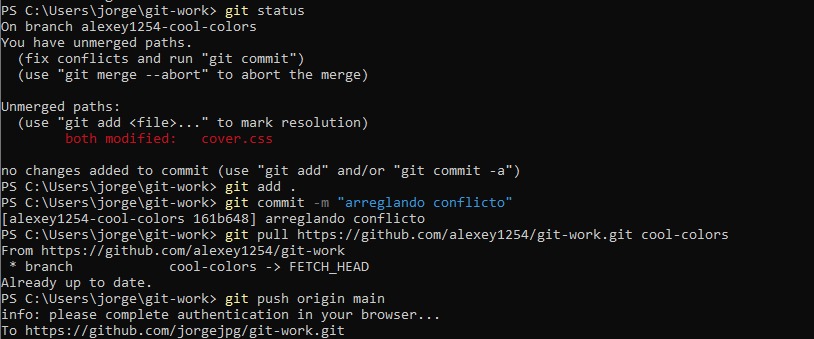 PS C:\Users\jorge\git-work> git status
On branch alexey1254-cool-colors
You have unmerged paths.
  (fix conflicts and run "git commit")
  (use "git merge --abort" to abort the merge)

Unmerged paths:
  (use "git add <file>..." to mark resolution)
        both modified:   cover.css

no changes added to commit (use "git add" and/or "git commit -a")
PS C:\Users\jorge\git-work> git add .
PS C:\Users\jorge\git-work> git commit -m "arreglando conflicto"
[alexey1254-cool-colors 161b648] arreglando conflicto
PS C:\Users\jorge\git-work> git pull https://github.com/alexey1254/git-work.git cool-colors
From https://github.com/alexey1254/git-work
 * branch            cool-colors -> FETCH_HEAD
Already up to date.
PS C:\Users\jorge\git-work> git push origin main
info: please complete authentication in your browser...
To https://github.com/jorgejpg/git-work.git